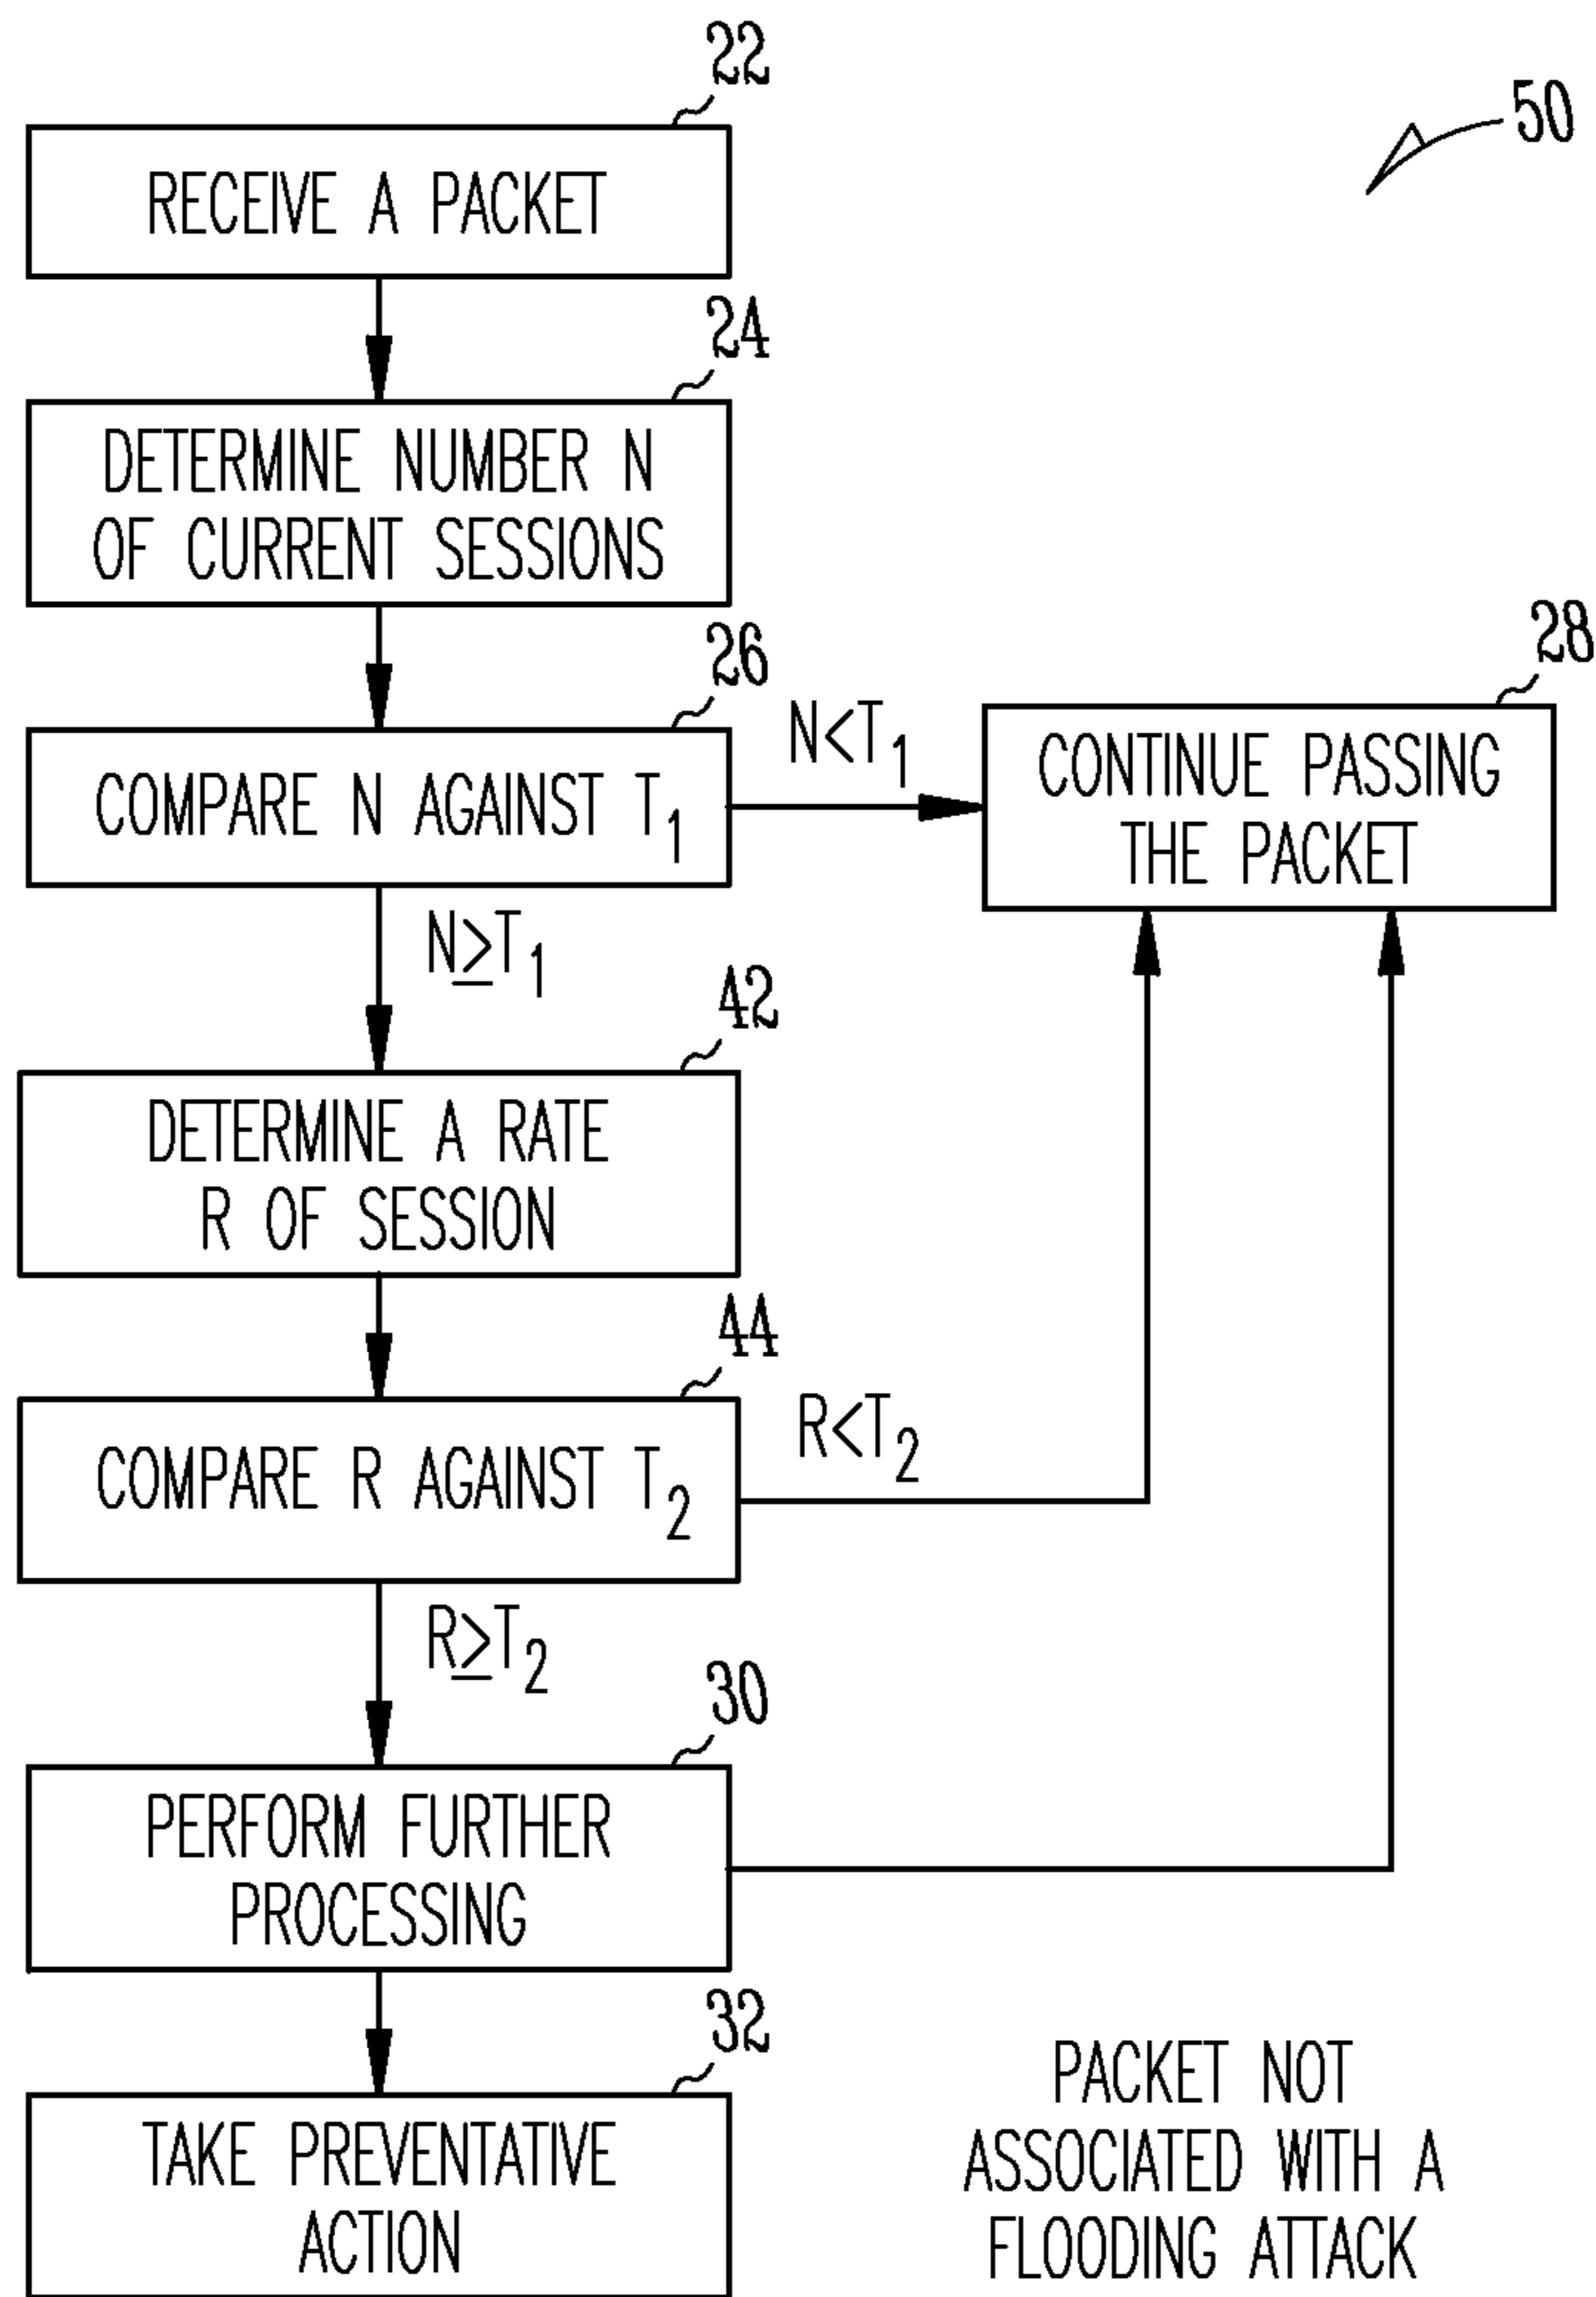 22
50
RECEIVE A PACKET
24
DETERMINE NUMBER N
OF CURRENT SESSIONS
26
28
N<T1
COMPARE N AGAINST T1
CONTINUE PASSING
THE PACKET
N≥T1
42
DETERMINE A RATE
R OF SESSION
44
R<T2
COMPARE R AGAINST T2
R≥T2
30
PERFORM FURTHER
PROCESSING
32
TAKE PREVENTATIVE
ACTION
PACKET NOT
ASSOCIATED WITH A
FLOODING ATTACK